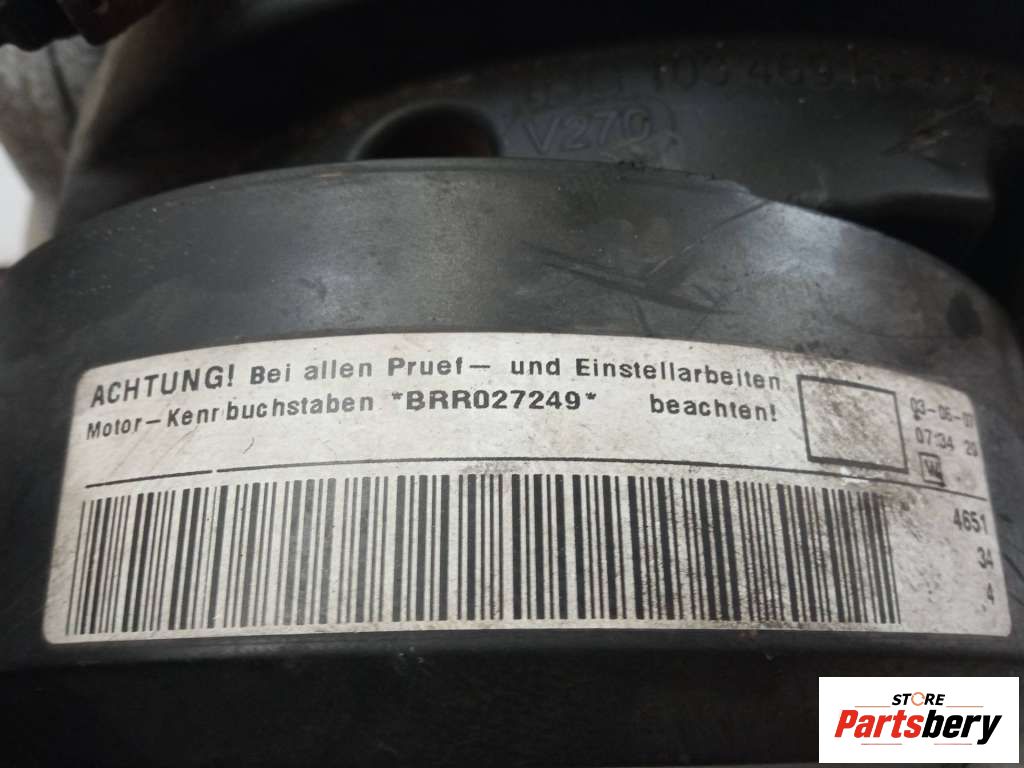 V270
ACHTUNG! Bei allen Pruef- und Einstellarbeiten
Motor-Kenrbuchstaben *BRR027249* beachten!
03-06-07
07:34 20
4651
34
4
STORE
Partsbery